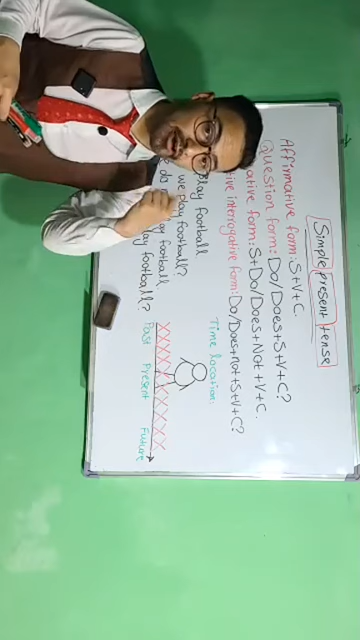 Simple present tense
Affirmative form: S+V+C.
Question form: Do/Does+S+V+C?
ative form: S+Do/Does+Not+V+C.
ive interrogative form: Do/Does+not+S+V+C?
Play football
we play football?
football
ay football?
Time location:
Past Present Future